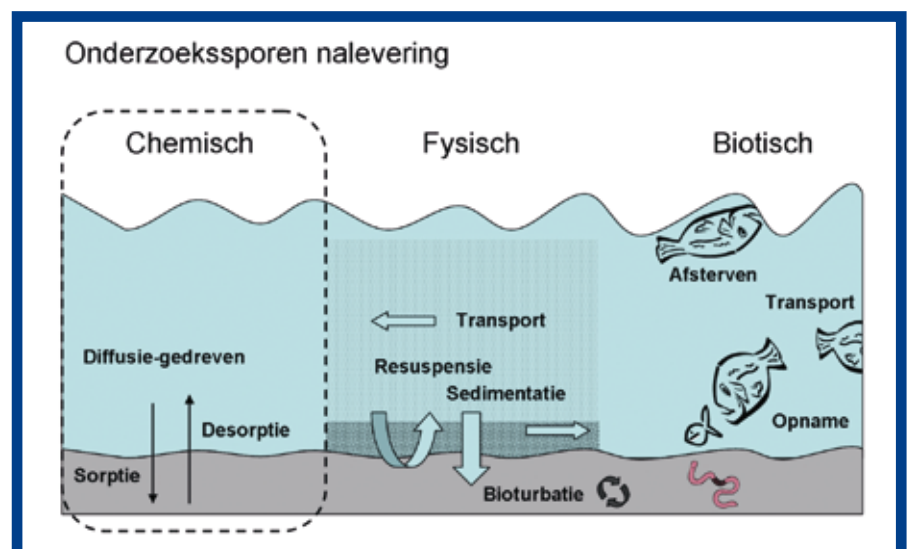 Onderzoekssporen nalevering
Chemisch
Fysisch
Biotisch
Afsterven
Transport
Transport
Diffusie-gedreven
Resuspensie
Sedimentatie
Desorptie
Opname
Sorptie
Bioturbatie